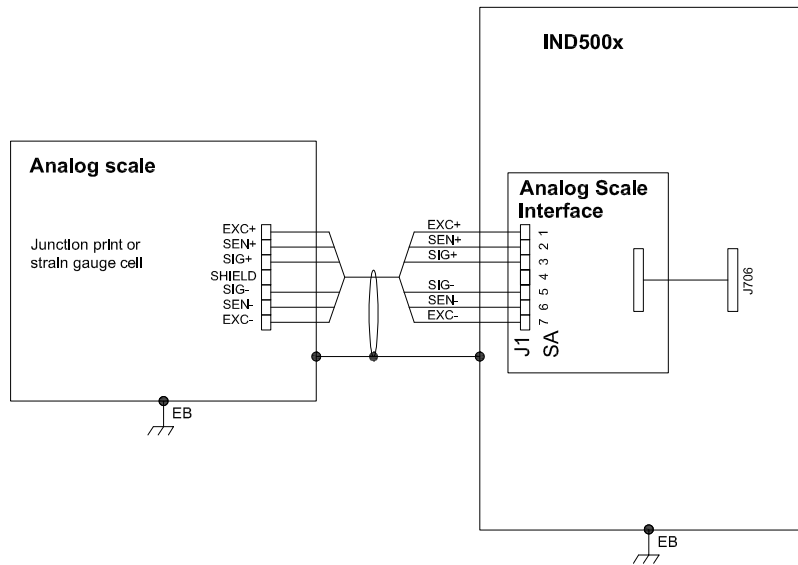 IND500x
Analog scale
Junction print or
strain gauge cell
EXC+
SEN+
SIG+
SHIELD
SIG-
SEN-
EXC-
EB
EXC+
SEN+
SIG+
SIG-
SEN-
EXC-
Analog Scale
Interface
1
2
3
4
5
6
7
J1
SA
J706
EB